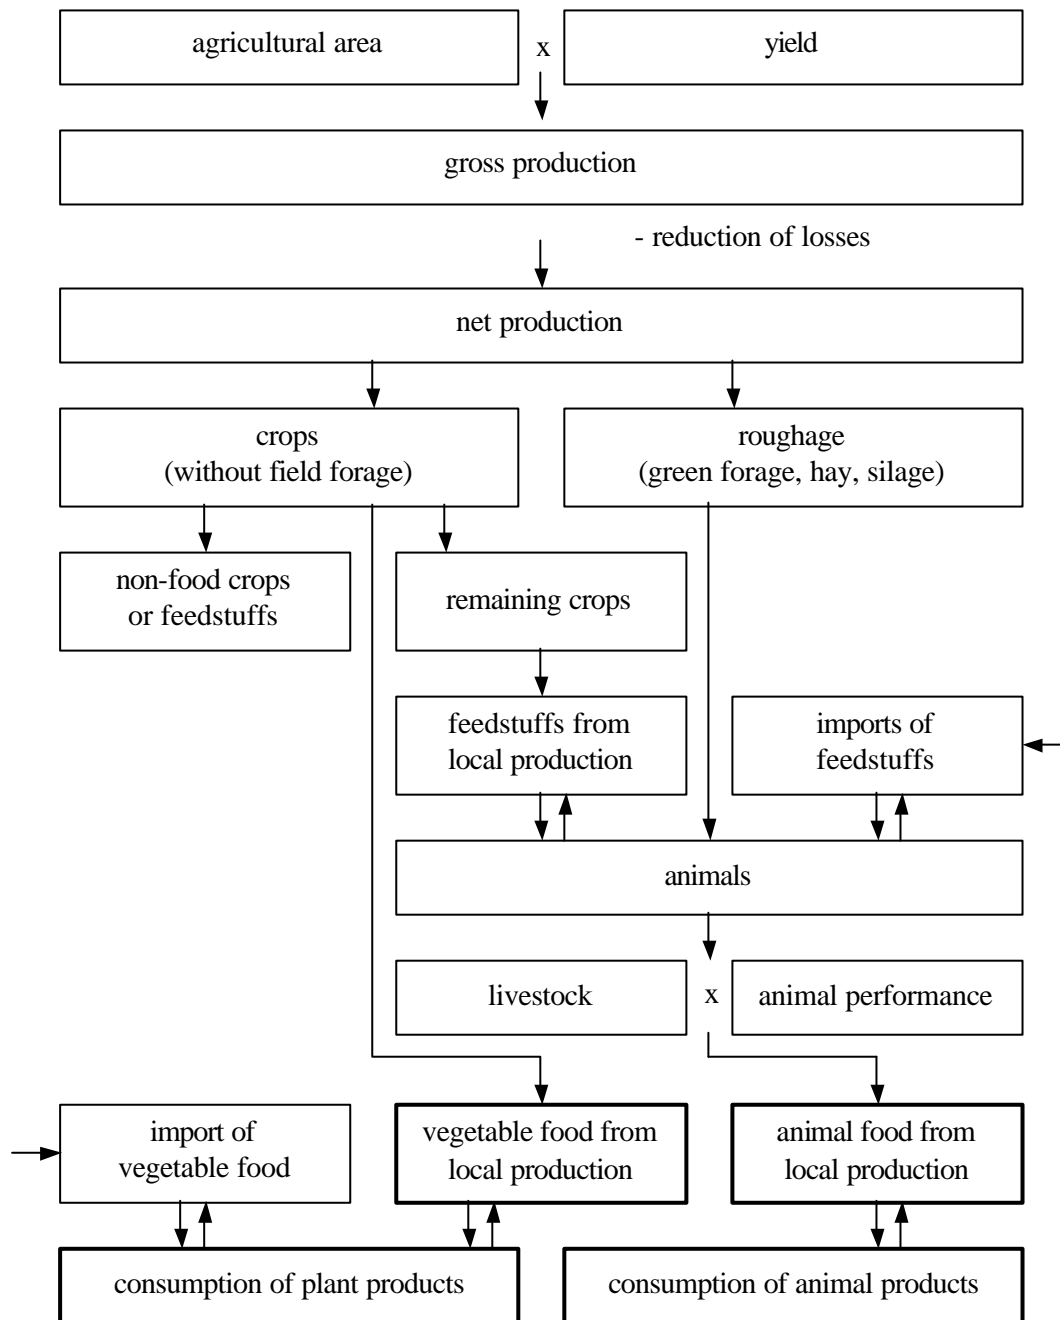 agricultural area
x
yield
gross production
- reduction of losses
net production
crops
(without field forage)
roughage
(green forage, hay, silage)
non-food crops
or feedstuffs
remaining crops
feedstuffs from
local production
imports of
feedstuffs
animals
livestock
x
animal performance
import of
vegetable food
vegetable food from
local production
animal food from
local production
consumption of plant products
consumption of animal products